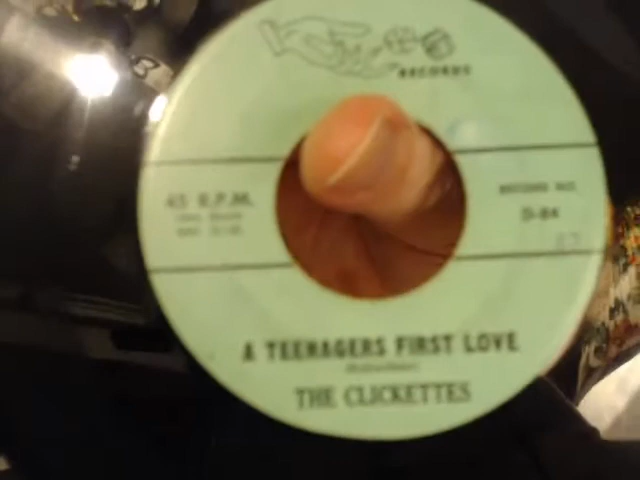 RECORDS
45 R.P.M.
RECORD NO.
D-84
A TEENAGERS FIRST LOVE
THE CLICKETTES